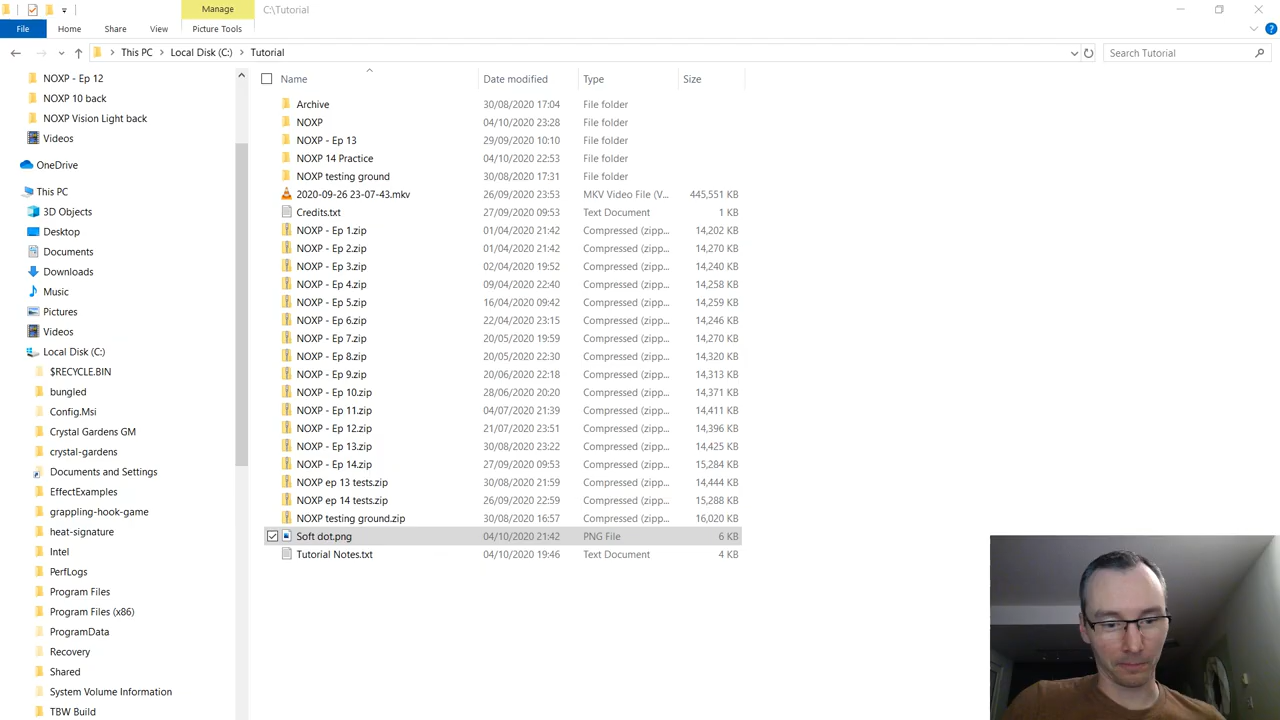 Manage
C:\Tutorial
File
Home
Share
View
Picture Tools
This PC
Local Disk (C:)
Tutorial
Search Tutorial
NOXP - Ep 12
NOXP 10 back
NOXP Vision Light back
Videos
OneDrive
This PC
3D Objects
Desktop
Documents
Downloads
Music
Pictures
Videos
Local Disk (C:)
$RECYCLE.BIN
bungled
Config.Msi
Crystal Gardens GM
crystal-gardens
Documents and Settings
EffectExamples
grappling-hook-game
heat-signature
Intel
PerfLogs
Program Files
Program Files (x86)
ProgramData
Recovery
Shared
System Volume Information
TBW Build
Name Date modified Type Size
Archive 30/08/2020 17:04 File folder
NOXP 04/10/2020 23:28 File folder
NOXP - Ep 13 29/09/2020 10:10 File folder
NOXP 14 Practice 04/10/2020 22:53 File folder
NOXP testing ground 30/08/2020 17:31 File folder
2020-09-26 23-07-43.mkv 26/09/2020 23:53 MKV Video File (V... 445,551 KB
Credits.txt 27/09/2020 09:53 Text Document 1 KB
NOXP - Ep 1.zip 01/04/2020 21:42 Compressed (zipp... 14,202 KB
NOXP - Ep 2.zip 01/04/2020 21:42 Compressed (zipp... 14,270 KB
NOXP - Ep 3.zip 02/04/2020 19:52 Compressed (zipp... 14,240 KB
NOXP - Ep 4.zip 09/04/2020 22:40 Compressed (zipp... 14,258 KB
NOXP - Ep 5.zip 16/04/2020 09:42 Compressed (zipp... 14,259 KB
NOXP - Ep 6.zip 22/04/2020 23:15 Compressed (zipp... 14,246 KB
NOXP - Ep 7.zip 20/05/2020 19:59 Compressed (zipp... 14,270 KB
NOXP - Ep 8.zip 20/05/2020 22:30 Compressed (zipp... 14,320 KB
NOXP - Ep 9.zip 20/06/2020 22:18 Compressed (zipp... 14,313 KB
NOXP - Ep 10.zip 28/06/2020 20:20 Compressed (zipp... 14,371 KB
NOXP - Ep 11.zip 04/07/2020 21:39 Compressed (zipp... 14,411 KB
NOXP - Ep 12.zip 21/07/2020 23:51 Compressed (zipp... 14,396 KB
NOXP - Ep 13.zip 30/08/2020 23:22 Compressed (zipp... 14,425 KB
NOXP - Ep 14.zip 27/09/2020 09:53 Compressed (zipp... 15,284 KB
NOXP ep 13 tests.zip 30/08/2020 21:59 Compressed (zipp... 14,444 KB
NOXP ep 14 tests.zip 26/09/2020 22:59 Compressed (zipp... 15,288 KB
NOXP testing ground.zip 30/08/2020 16:57 Compressed (zipp... 16,020 KB
Soft dot.png 04/10/2020 21:42 PNG File 6 KB
Tutorial Notes.txt 04/10/2020 19:46 Text Document 4 KB